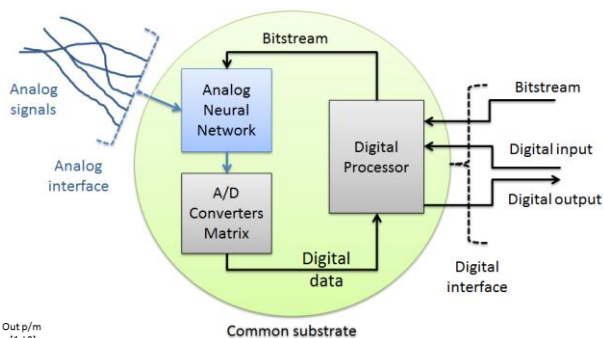 Analog
signals
Analog
interface
Bitstream
Analog
Neural
Network
A/D
Converters
Matrix
Digital
data
Digital
Processor
Bitstream
Digital input
Digital output
Digital
interface
Common substrate
Out p/m